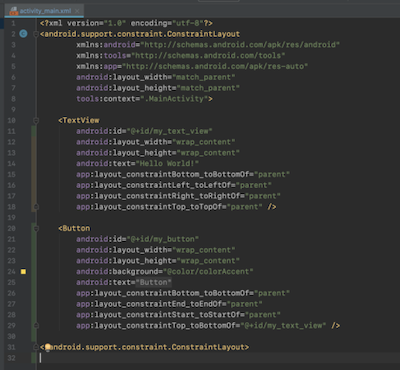 activity_main.xml
1 <?xml version="1.0" encoding="utf-8"?>
2 <android.support.constraint.ConstraintLayout
3 xmlns:android="http://schemas.android.com/apk/res/android"
4 xmlns:tools="http://schemas.android.com/tools"
5 xmlns:app="http://schemas.android.com/apk/res-auto"
6 android:layout_width="match_parent"
7 android:layout_height="match_parent"
8 tools:context=".MainActivity">
9
10 <TextView
11 android:id="@+id/my_text_view"
12 android:layout_width="wrap_content"
13 android:layout_height="wrap_content"
14 android:text="Hello World!"
15 app:layout_constraintBottom_toBottomOf="parent"
16 app:layout_constraintLeft_toLeftOf="parent"
17 app:layout_constraintRight_toRightOf="parent"
18 app:layout_constraintTop_toTopOf="parent" />
19
20 <Button
21 android:id="@+id/my_button"
22 android:layout_width="wrap_content"
23 android:layout_height="wrap_content"
24 android:background="@color/colorAccent"
25 android:text="Button"
26 app:layout_constraintBottom_toBottomOf="parent"
27 app:layout_constraintEnd_toEndOf="parent"
28 app:layout_constraintStart_toStartOf="parent"
29 app:layout_constraintTop_toBottomOf="@+id/my_text_view" />
30
31 </android.support.constraint.ConstraintLayout>
32